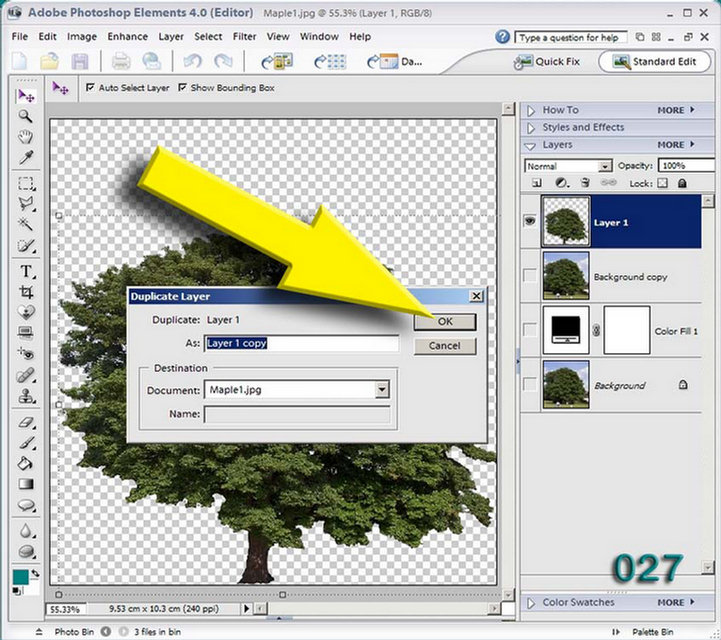 Adobe Photoshop Elements 4.0 (Editor) Maple1.jpg @ 55.3% (Layer 1, RGB/8)
File Edit Image Enhance Layer Select Filter View Window Help Type a question for help
Da... Quick Fix Standard Edit
Auto Select Layer Show Bounding Box
How To MORE
Styles and Effects
Layers MORE
Normal Opacity: 100%
Lock:
Layer 1
Background copy
Color Fill 1
Background
Duplicate Layer
Duplicate: Layer 1
As: Layer 1 copy
Destination
Document: Maple1.jpg
Name:
OK
Cancel
027
55.33% 9.53 cm x 10.3 cm (240 ppi)
Color Swatches MORE
Photo Bin 3 files in bin Palette Bin